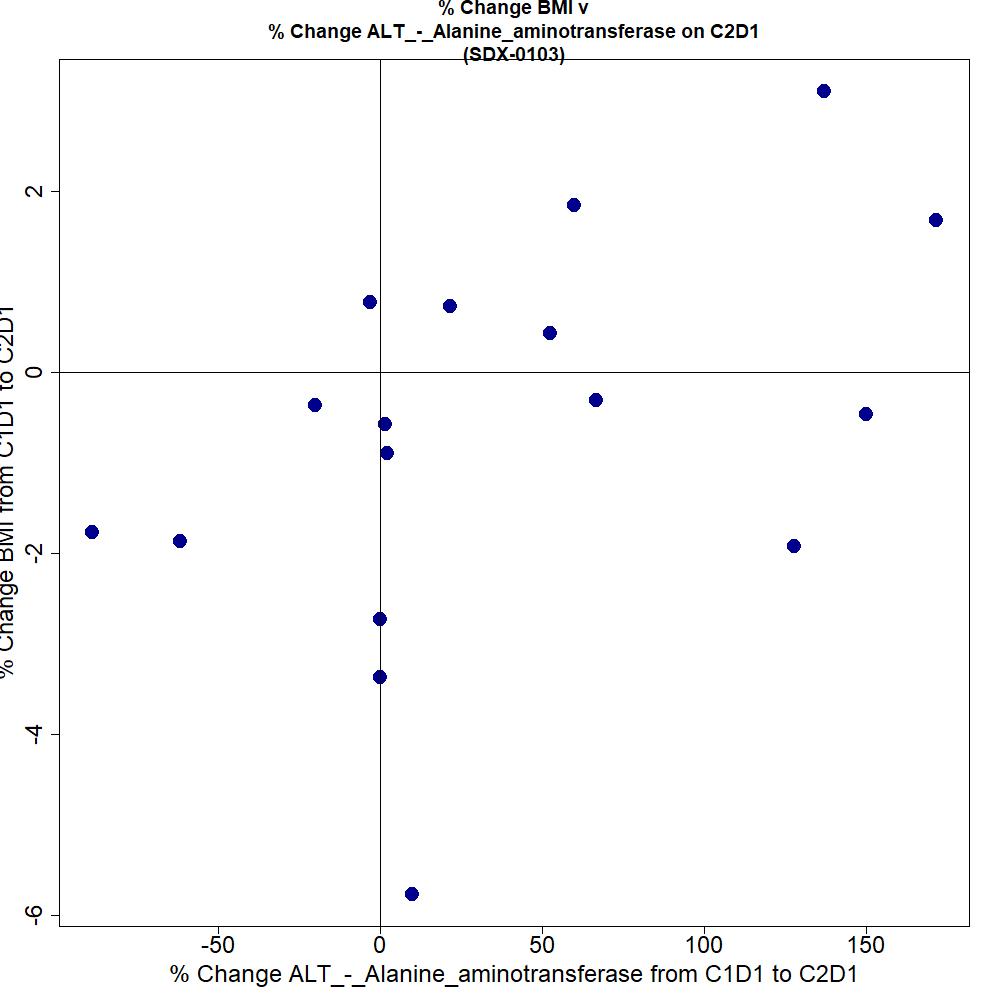 % Change BMI v
% Change ALT_-_Alanine_aminotransferase on C2D1
(SDX-0103)
% Change BMI from C1D1 to C2D1
2
0
-2
-4
-6
-50
0
50
100
150
% Change ALT_-_Alanine_aminotransferase from C1D1 to C2D1